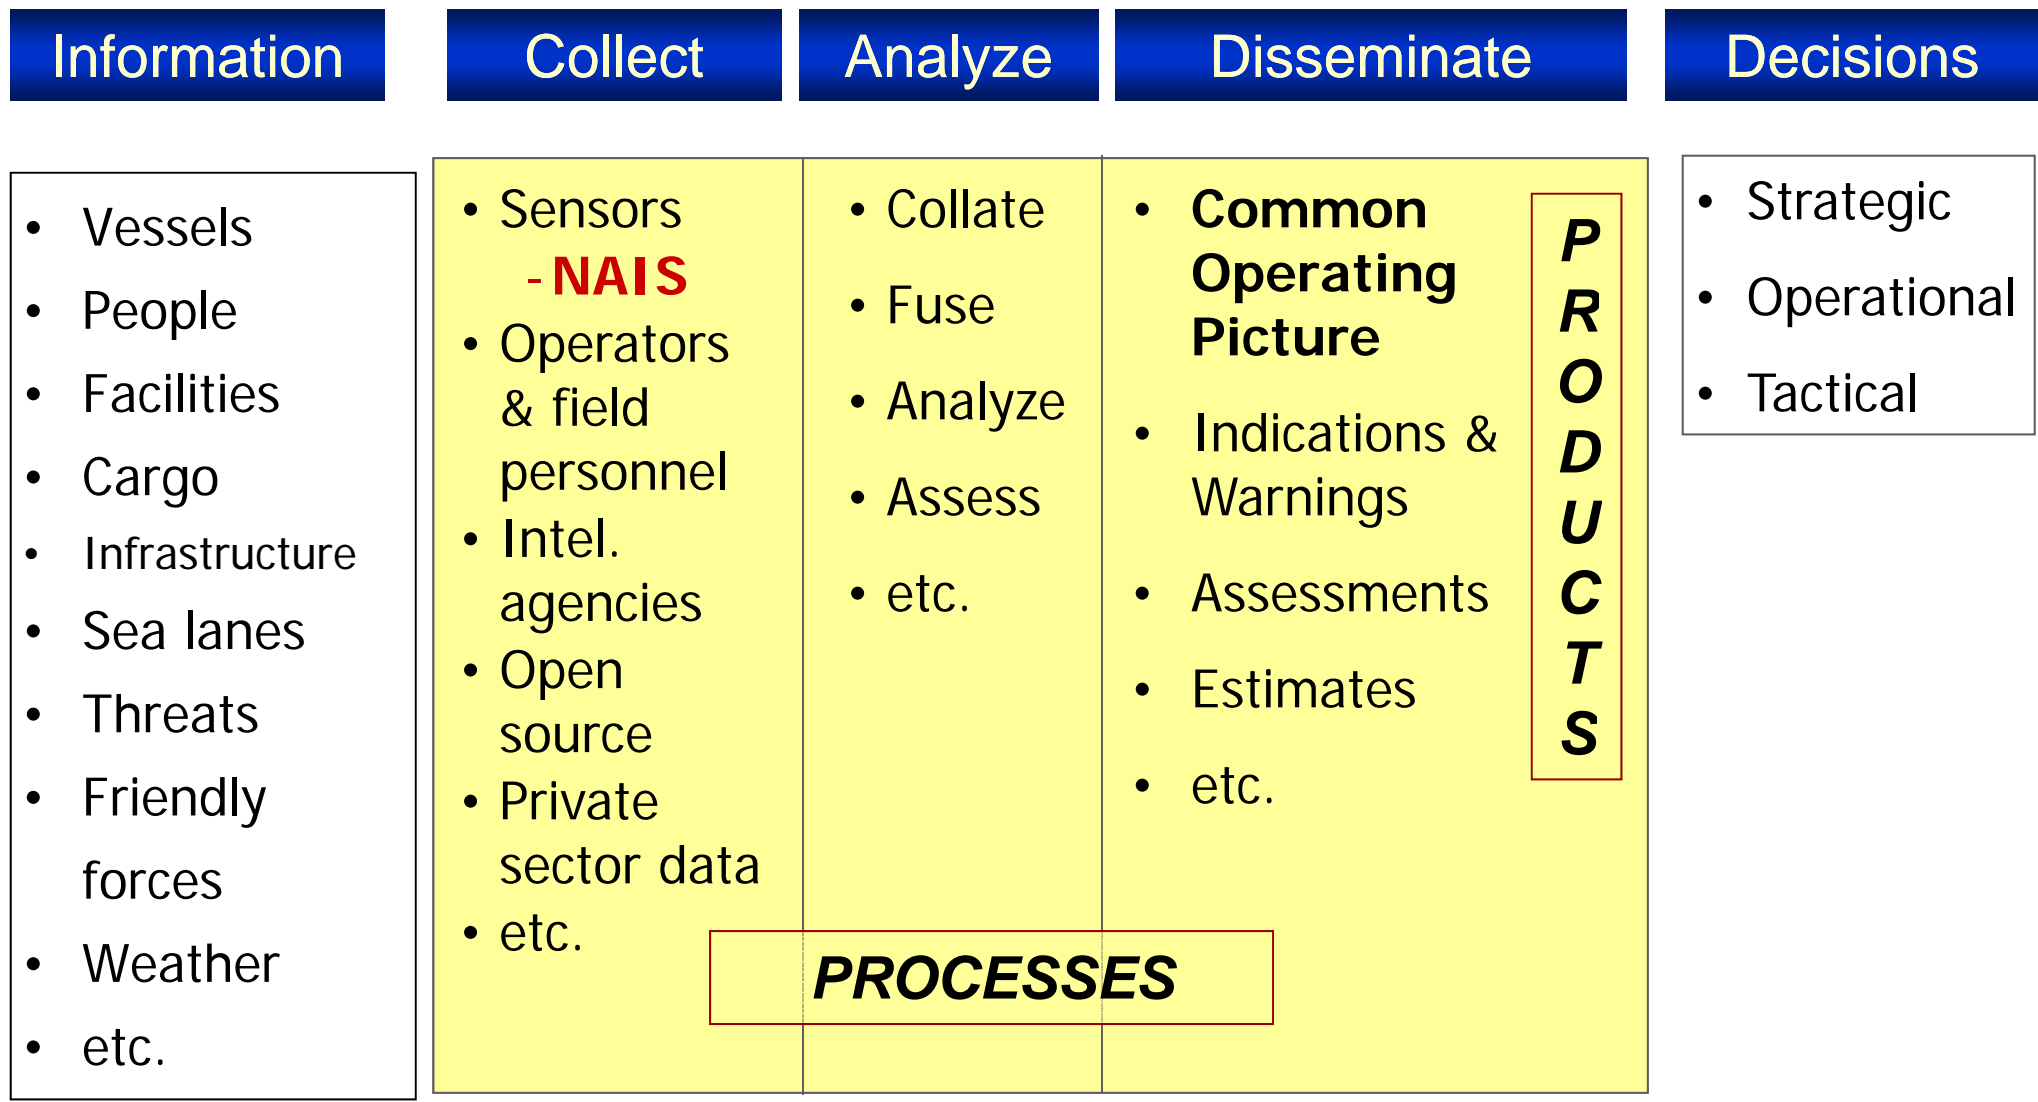 Information
Collect
Analyze
Disseminate
Decisions
• Vessels
• People
• Facilities
• Cargo
• Infrastructure
• Sea lanes
• Threats
• Friendly
forces
• Weather
• etc.
• Sensors
- NAIS
• Operators
& field
personnel
• Intel.
agencies
• Open
source
• Private
sector data
• etc.
• Collate
• Fuse
• Analyze
• Assess
• etc.
• Common
Operating
Picture
• Indications &
Warnings
• Assessments
• Estimates
• etc.
PRODUCTS
PROCESSES
• Strategic
• Operational
• Tactical